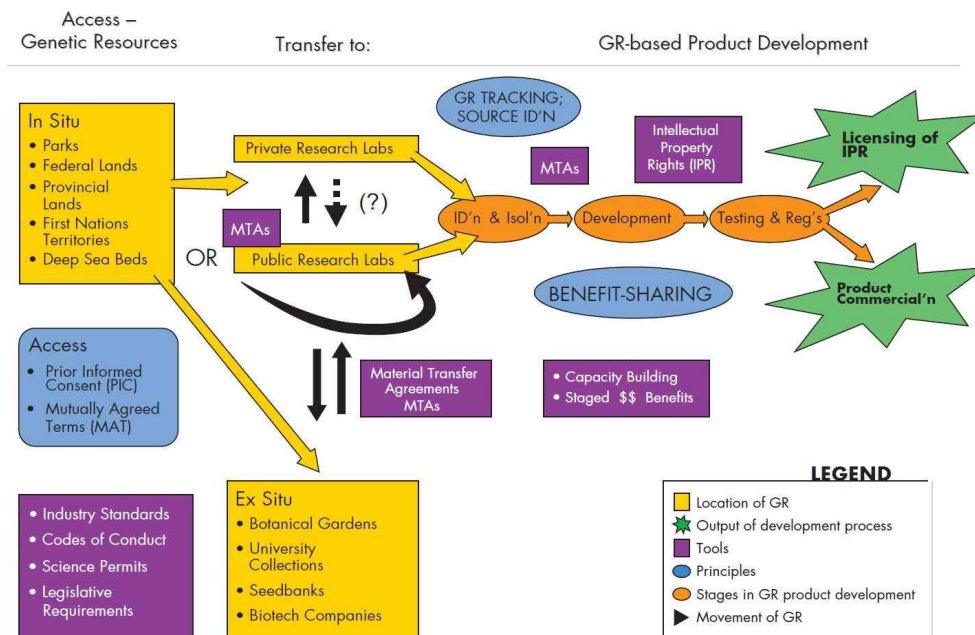 Access –
Genetic Resources
Transfer to:
GR-based Product Development
In Situ
• Parks
• Federal Lands
• Provincial
Lands
• First Nations
Territories
• Deep Sea Beds
OR
Private Research Labs
(?)
MTAs
Public Research Labs
GR TRACKING;
SOURCE ID'N
MTAs
Intellectual
Property
Rights (IPR)
Licensing of
IPR
ID'n & Isol'n
Development
Testing & Reg's
BENEFIT-SHARING
Product
Commercial'n
Access
• Prior Informed
Consent (PIC)
• Mutually Agreed
Terms (MAT)
Material Transfer
Agreements
MTAs
• Capacity Building
• Staged $$ Benefits
• Industry Standards
• Codes of Conduct
• Science Permits
• Legislative
Requirements
Ex Situ
• Botanical Gardens
• University
Collections
• Seedbanks
• Biotech Companies
LEGEND
Location of GR
Output of development process
Tools
Principles
Stages in GR product development
Movement of GR